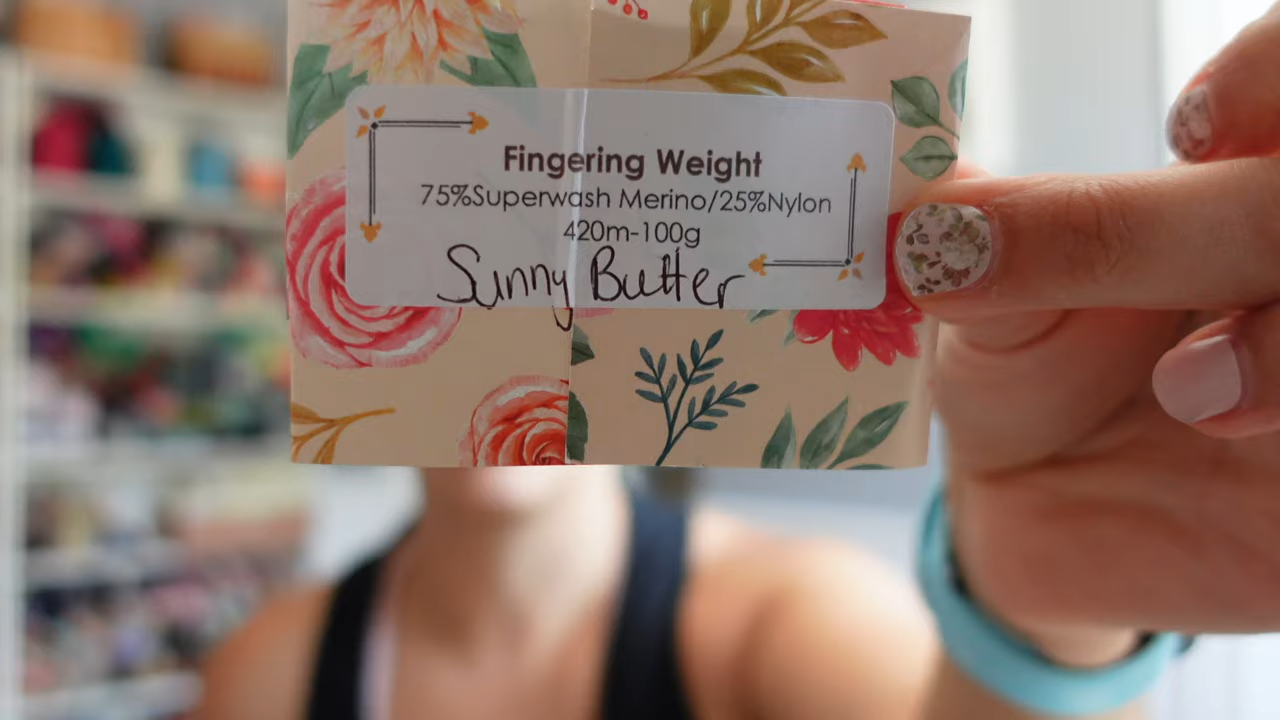 Fingering Weight
75%Superwash Merino/25%Nylon
420m-100g
Sunny Butter